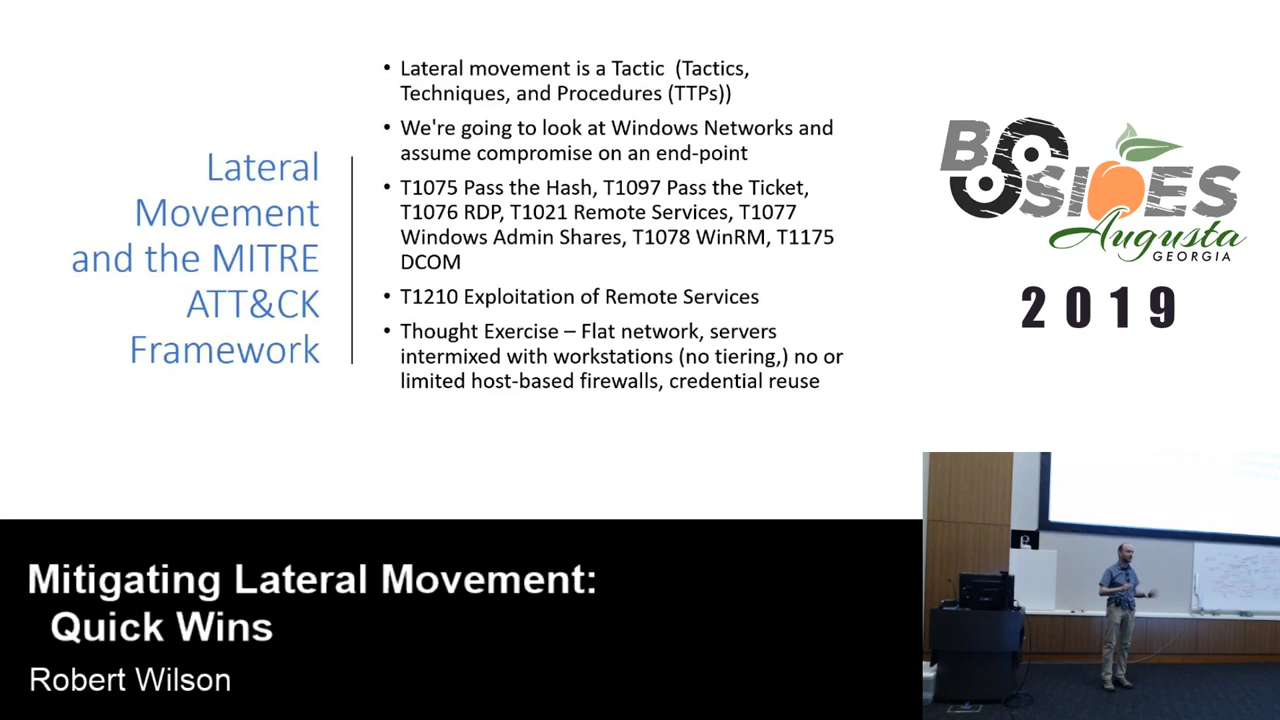 Lateral
Movement
and the MITRE
ATT&CK
Framework
• Lateral movement is a Tactic  (Tactics,
Techniques, and Procedures (TTPs))
• We're going to look at Windows Networks and
assume compromise on an end-point
• T1075 Pass the Hash, T1097 Pass the Ticket,
T1076 RDP, T1021 Remote Services, T1077
Windows Admin Shares, T1078 WinRM, T1175
DCOM
• T1210 Exploitation of Remote Services
• Thought Exercise – Flat network, servers
intermixed with workstations (no tiering,) no or
limited host-based firewalls, credential reuse
BSIDES
Augusta
GEORGIA
2019
Mitigating Lateral Movement:
Quick Wins
Robert Wilson